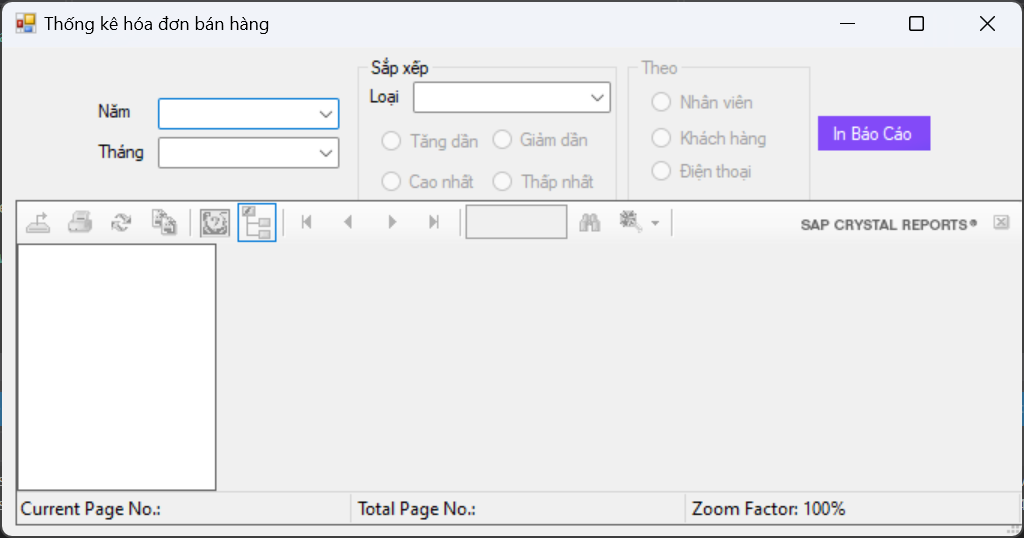 Thống kê hóa đơn bán hàng
Sắp xếp
Theo
Năm
Loại
Nhân viên
Tháng
Tăng dần
Giảm dần
Khách hàng
In Báo Cáo
Cao nhất
Thấp nhất
Điện thoại
SAP CRYSTAL REPORTS®
Current Page No.:
Total Page No.:
Zoom Factor: 100%